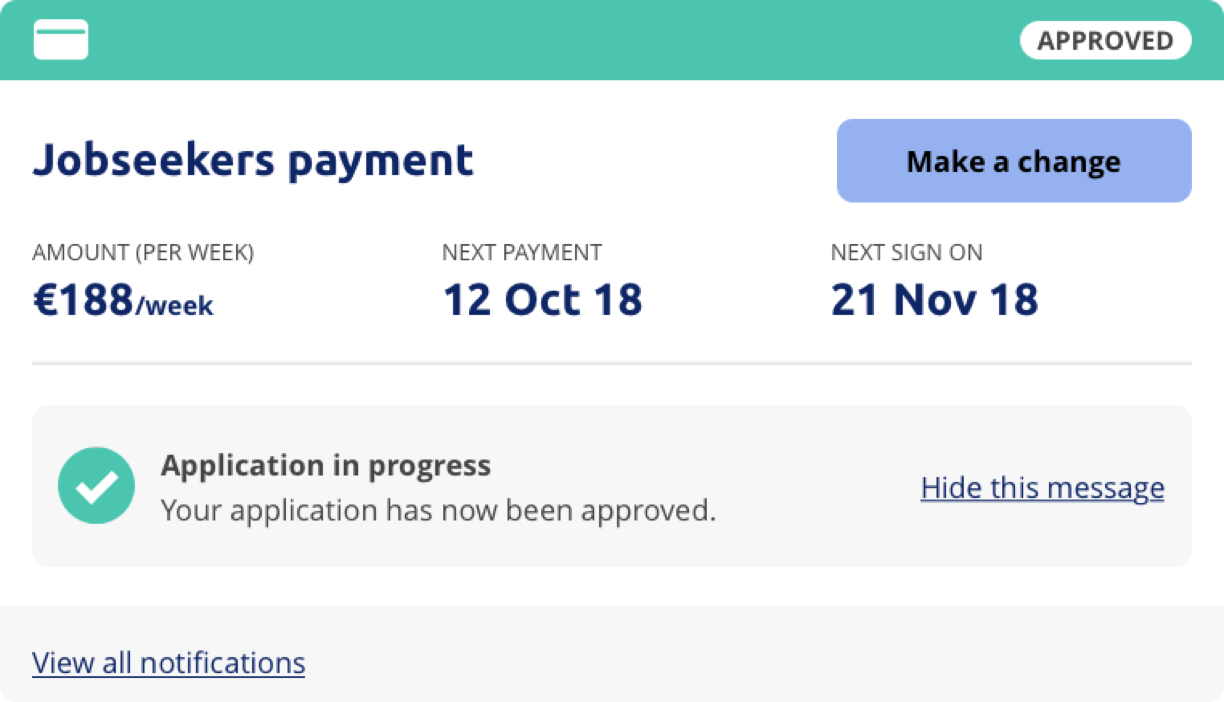 APPROVED
Jobseekers payment
Make a change
AMOUNT (PER WEEK)
NEXT PAYMENT
NEXT SIGN ON
€188/week
12 Oct 18
21 Nov 18
Application in progress
Your application has now been approved.
Hide this message
View all notifications